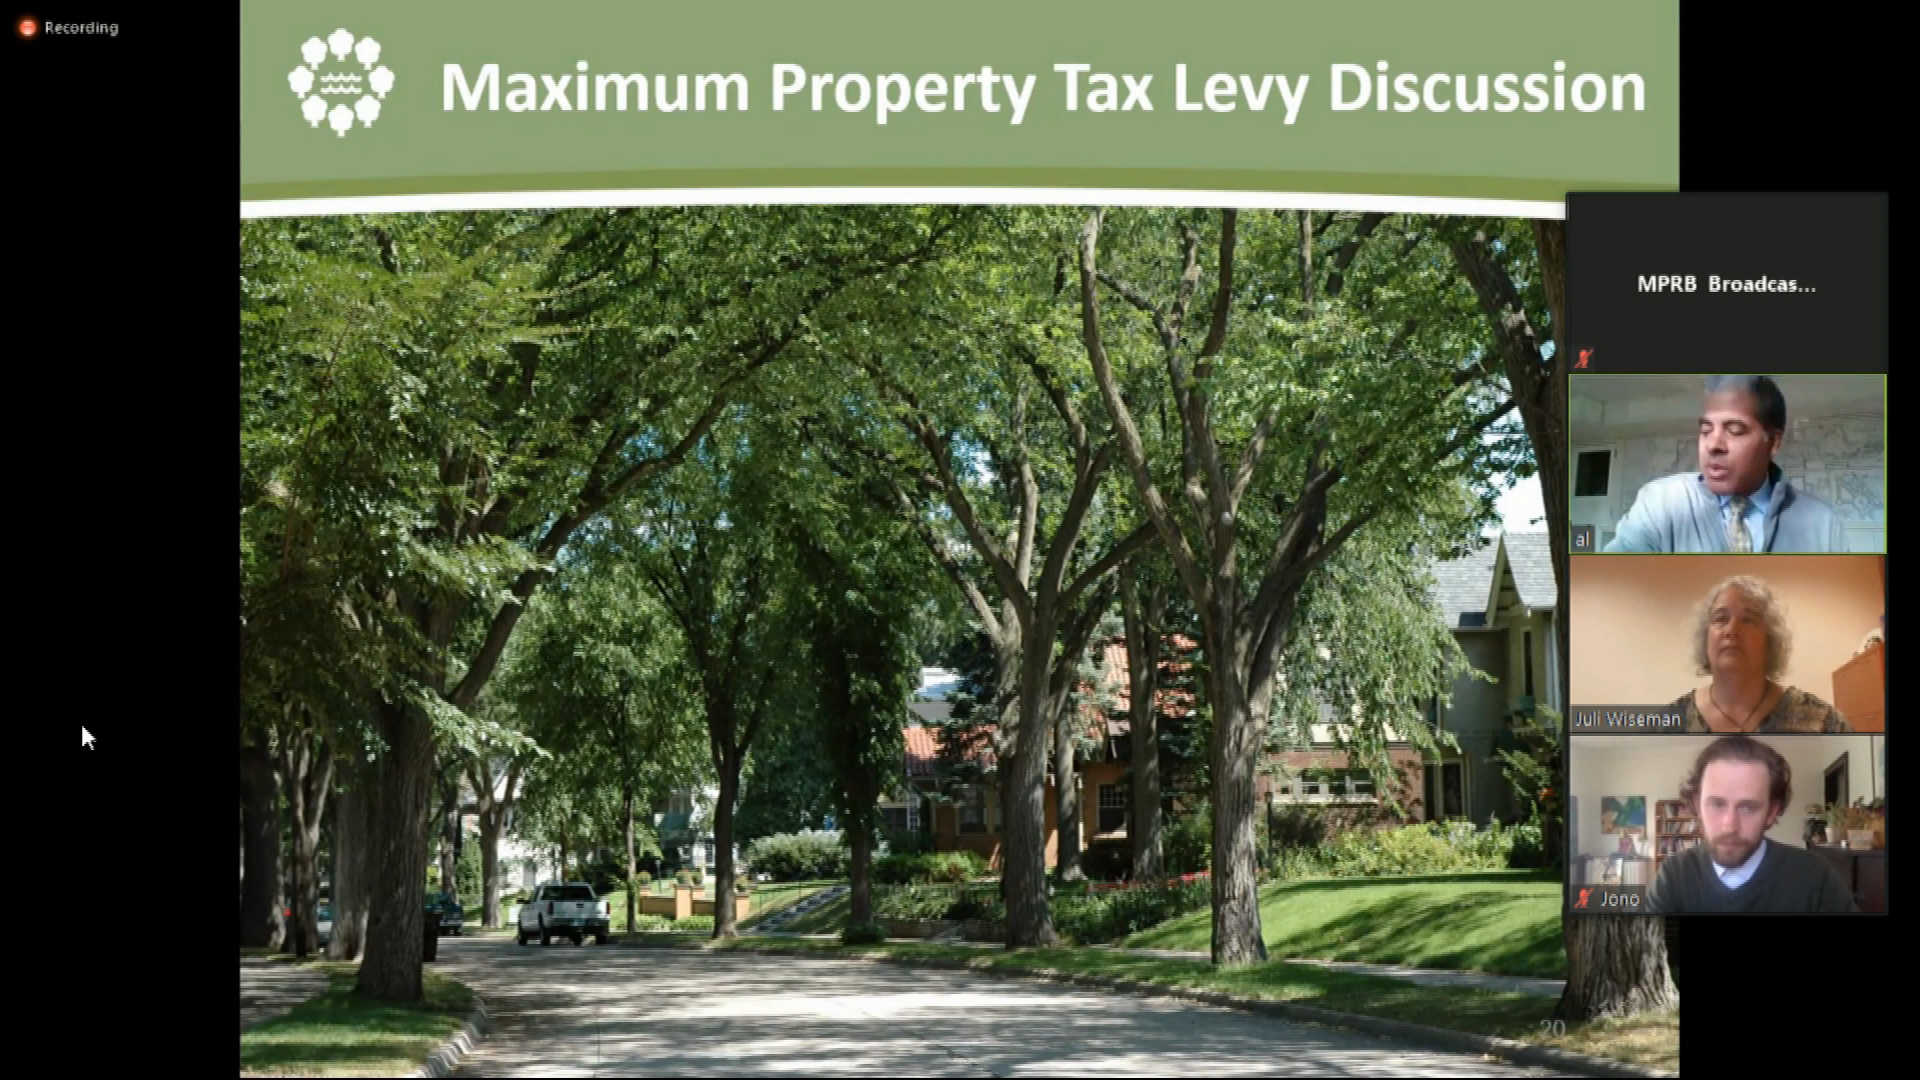 Recording
Maximum Property Tax Levy Discussion
MPRB Broadcas...
al
Juli Wiseman
Jono
20